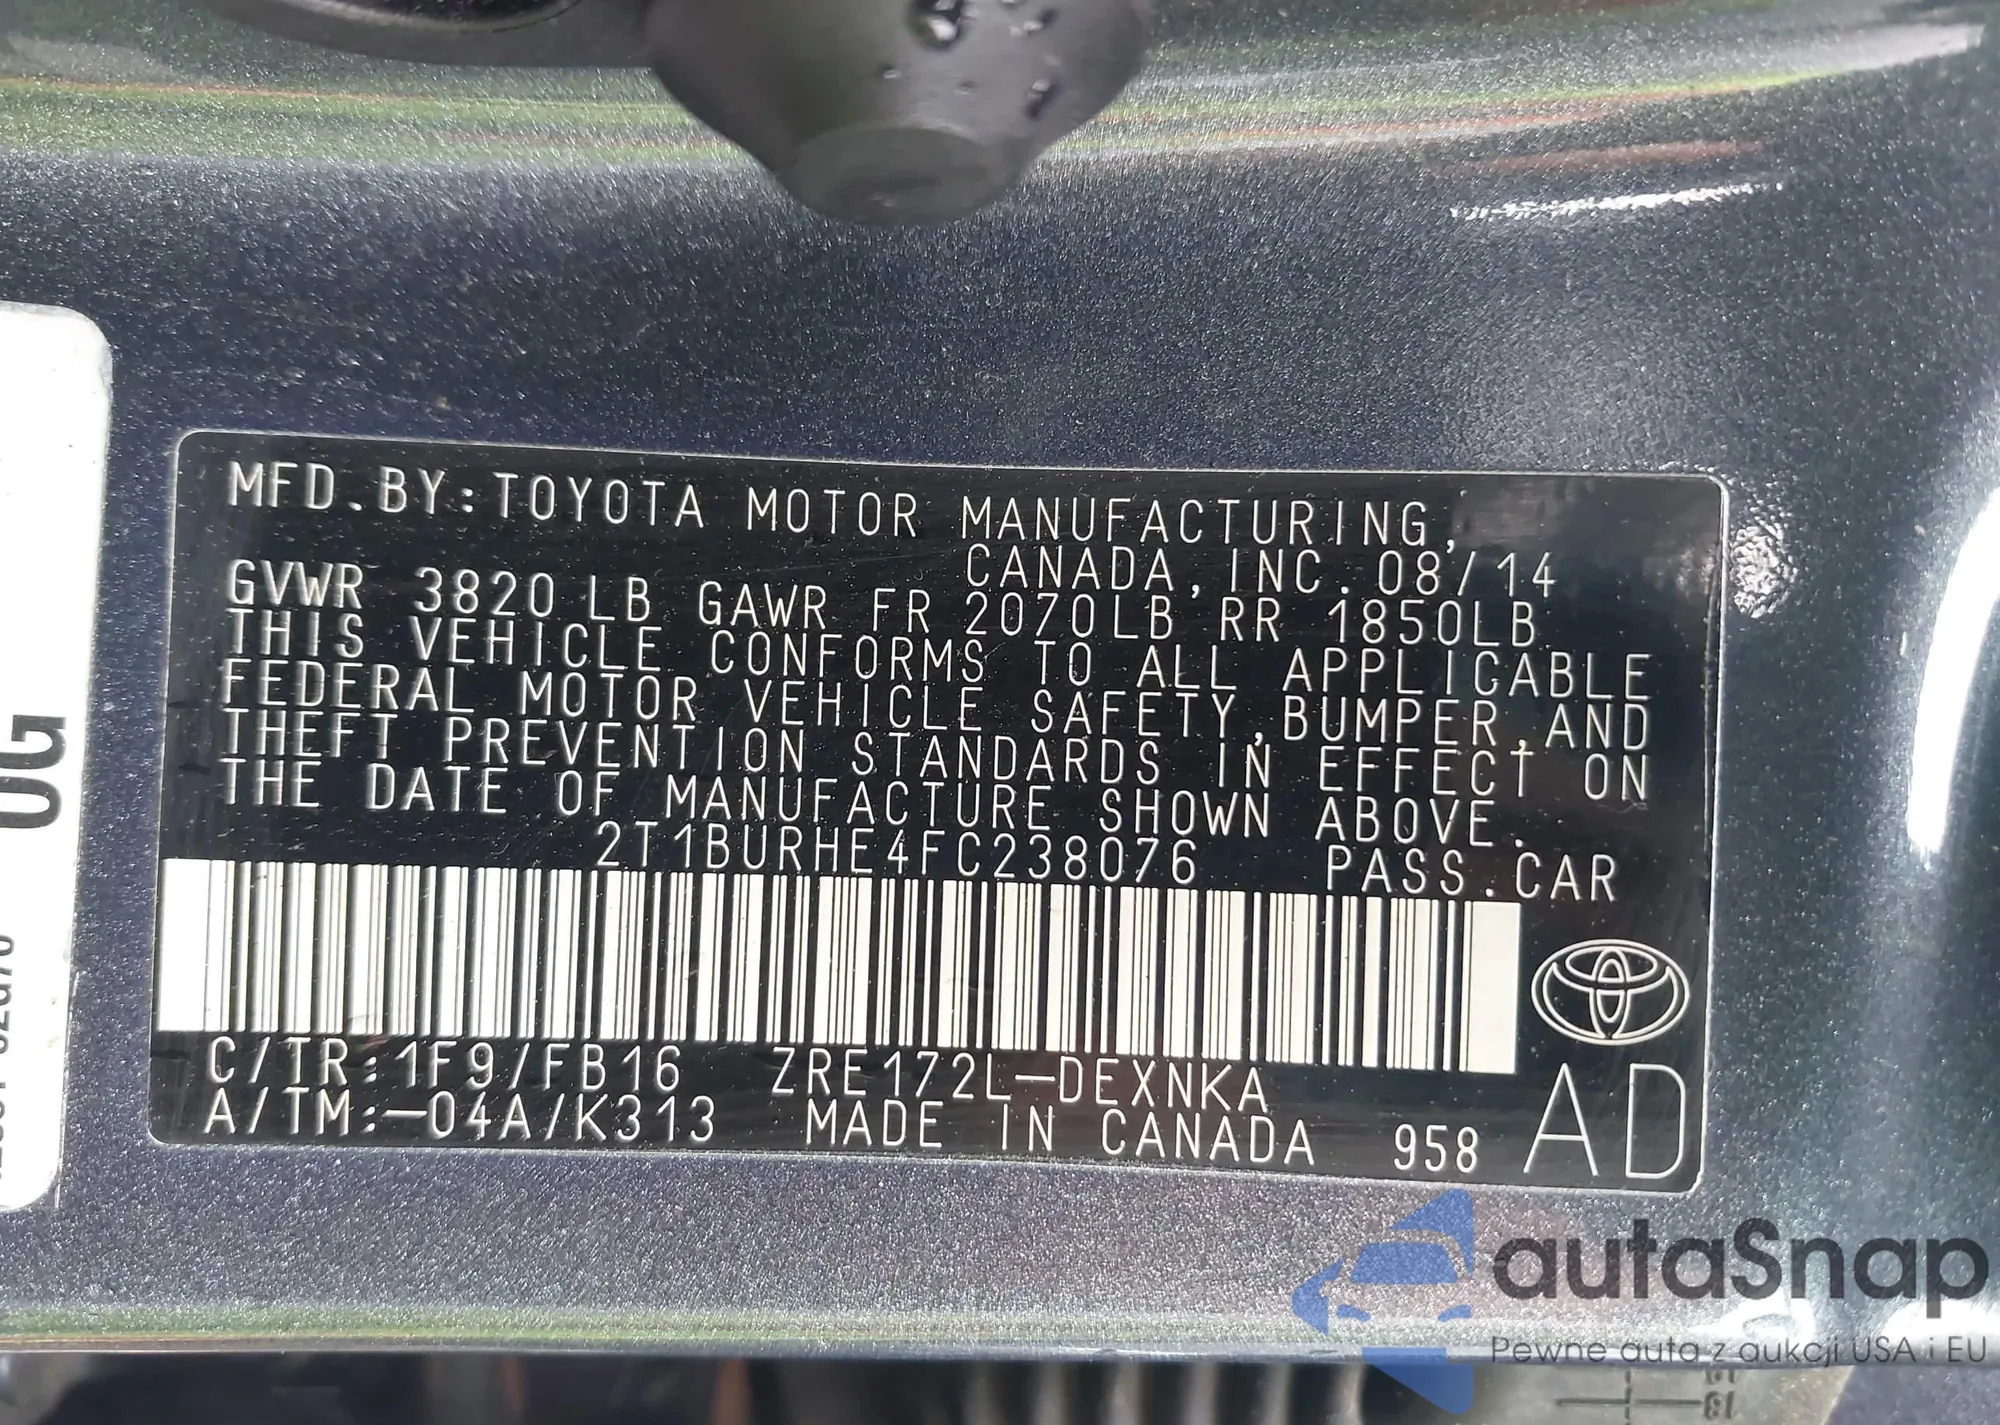 MFD.BY:TOYOTA MOTOR MANUFACTURING,
CANADA,INC. 08/14
GVWR 3820 LB GAWR FR 2070LB RR 1850LB
THIS VEHICLE CONFORMS TO ALL APPLICABLE
FEDERAL MOTOR VEHICLE SAFETY,BUMPER,AND
THEFT PREVENTION STANDARDS IN EFFECT ON
THE DATE OF MANUFACTURE SHOWN ABOVE.
2T1BURHE4FC238076 PASS.CAR
C/TR:1F9/FB16 ZRE172L-DEXNKA
A/TM:-04A/K313 MADE IN CANADA 958 AD
autaSnap
Pewne auta z aukcji USA i EU